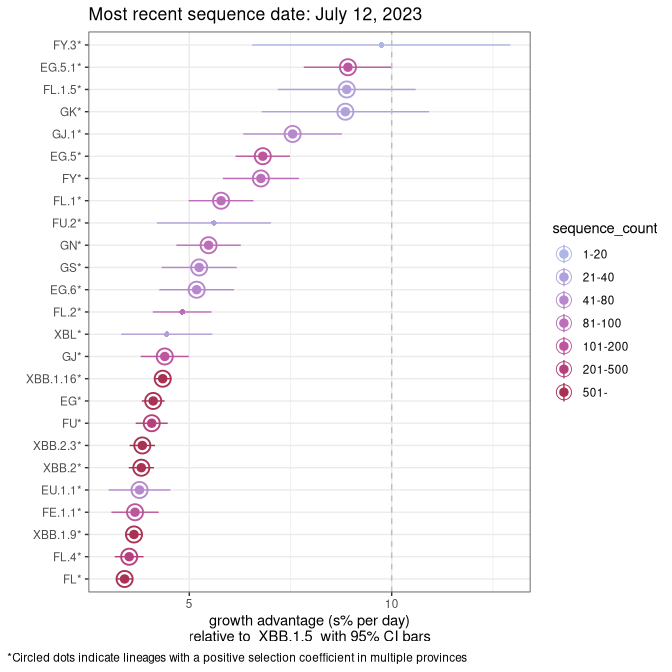 Most recent sequence date: July 12, 2023
FY.3*
EG.5.1*
FL.1.5*
GK*
GJ.1*
EG.5*
FY*
FL.1*
FU.2*
GN*
GS*
EG.6*
FL.2*
XBL*
GJ*
XBB.1.16*
EG*
FU*
XBB.2.3*
XBB.2*
EU.1.1*
FE.1.1*
XBB.1.9*
FL.4*
FL*
5 10
growth advantage (s% per day)
relative to XBB.1.5 with 95% CI bars
sequence_count
1-20
21-40
41-80
81-100
101-200
201-500
501-
*Circled dots indicate lineages with a positive selection coefficient in multiple provinces